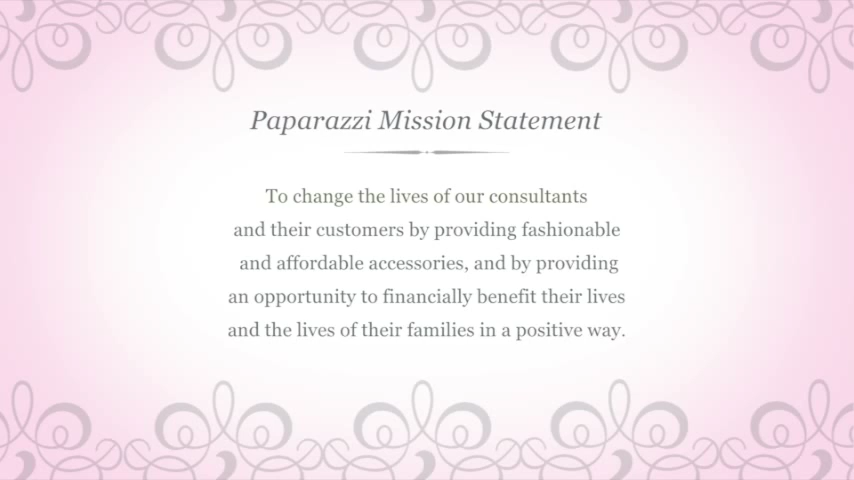 Paparazzi Mission Statement
To change the lives of our consultants
and their customers by providing fashionable
and affordable accessories, and by providing
an opportunity to financially benefit their lives
and the lives of their families in a positive way.